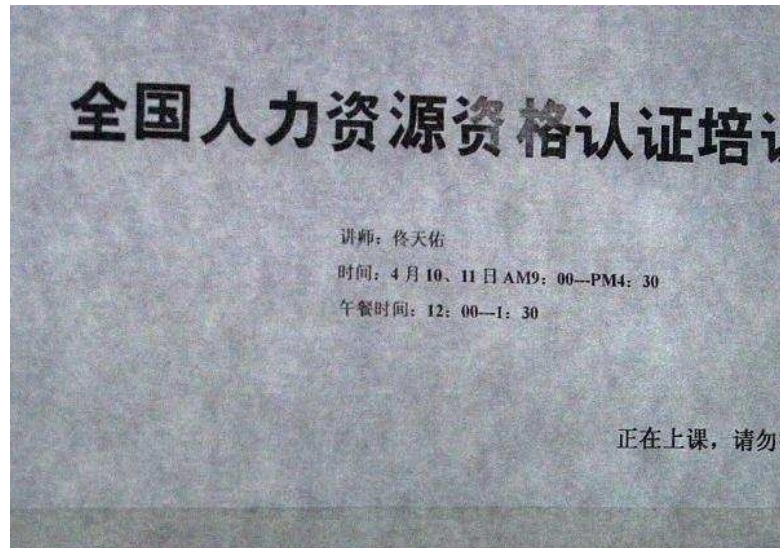 全国人力资源资格认证培
讲师：佟天佑
时间：4月10、11日AM9：00---PM4：30
午餐时间：12：00---1：30
正在上课，请勿